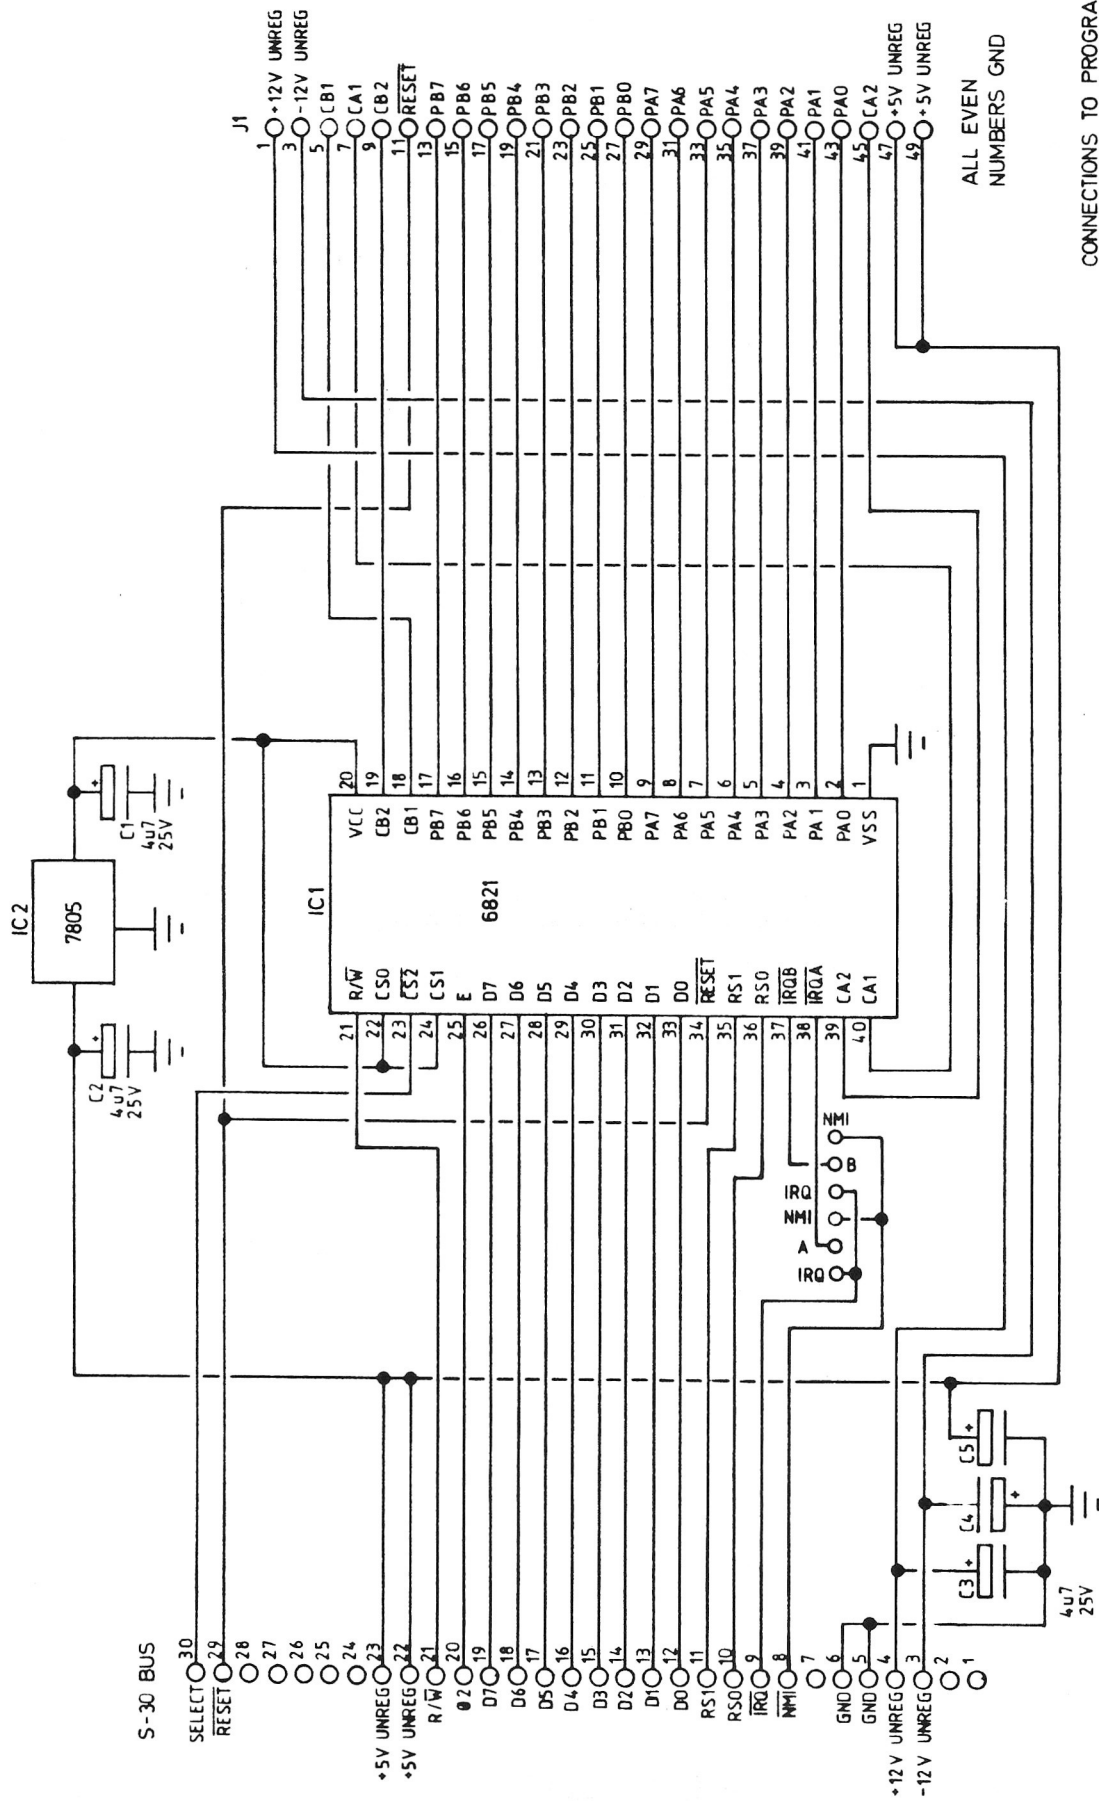 S-30 BUS
SELECT 30
RESET 29
28
27
26
25
24
+5V UNREG 23
+5V UNREG 22
R/W 21
Ø2 20
D7 19
D6 18
D5 17
D4 16
D3 15
D2 14
D1 13
D0 12
RS1 11
RS0 10
IRQ 9
NMI 8
7
GND 6
GND 5
+12V UNREG 4
-12V UNREG 3
2
1
IC2
7805
C2
4u7
25V
+
C1
4u7
25V
+
IC1
6821
21 R/W
22 CS0
23 CS2
24 CS1
25 E
26 D7
27 D6
28 D5
29 D4
30 D3
31 D2
32 D1
33 D0
34 RESET
35 RS1
36 RS0
37 IRQB
38 IRQA
39 CA2
40 CA1
VCC 20
CB2 19
CB1 18
PB7 17
PB6 16
PB5 15
PB4 14
PB3 13
PB2 12
PB1 11
PB0 10
PA7 9
PA6 8
PA5 7
PA4 6
PA3 5
PA2 4
PA1 3
PA0 2
VSS 1
NMI
B
IRQ
NMI
A
IRQ
C3 +
C4 +
C5 +
4u7
25V
J1
1 +12V UNREG
3 -12V UNREG
5 CB1
7 CA1
9 CB2
11 RESET
13 PB7
15 PB6
17 PB5
19 PB4
21 PB3
23 PB2
25 PB1
27 PB0
29 PA7
31 PA6
33 PA5
35 PA4
37 PA3
39 PA2
41 PA1
43 PA0
45 CA2
47 +5V UNREG
49 +5V UNREG
ALL EVEN
NUMBERS GND
CONNECTIONS TO PROGRA